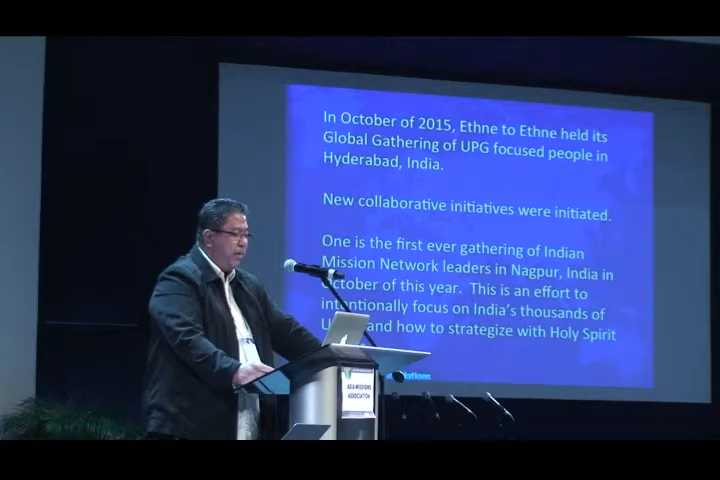 In October of 2015, Ethne to Ethne held its
Global Gathering of UPG focused people in
Hyderabad, India.
New collaborative initiatives were initiated.
One is the first ever gathering of Indian
Mission Network leaders in Nagpur, India in
October of this year. This is an effort to
intentionally focus on India's thousands of
and how to strategize with Holy Spirit
ASIA MISSIONS
ASSOCIATION